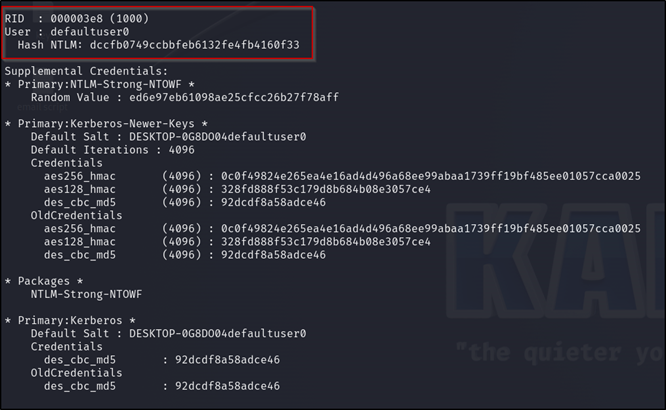 RID : 000003e8 (1000)
User : defaultuser0
Hash NTLM: dccfb0749ccbbfeb6132fe4fb4160f33
Supplemental Credentials:
* Primary:NTLM-Strong-NTOWF *
Random Value : ed6e97eb61098ae25cfcc26b27f78aff
* Primary:Kerberos-Newer-Keys *
Default Salt : DESKTOP-0G8DO04defaultuser0
Default Iterations : 4096
Credentials
aes256_hmac (4096) : 0c0f49824e265ea4e16ad4d496a68ee99abaa1739ff19bf485ee01057cca0025
aes128_hmac (4096) : 328fd888f53c179d8b684b08e3057ce4
des_cbc_md5 (4096) : 92dcdf8a58adce46
OldCredentials
aes256_hmac (4096) : 0c0f49824e265ea4e16ad4d496a68ee99abaa1739ff19bf485ee01057cca0025
aes128_hmac (4096) : 328fd888f53c179d8b684b08e3057ce4
des_cbc_md5 (4096) : 92dcdf8a58adce46
* Packages *
NTLM-Strong-NTOWF
* Primary:Kerberos *
Default Salt : DESKTOP-0G8DO04defaultuser0
Credentials
des_cbc_md5 : 92dcdf8a58adce46
OldCredentials
des_cbc_md5 : 92dcdf8a58adce46
KA
"the quieter yo